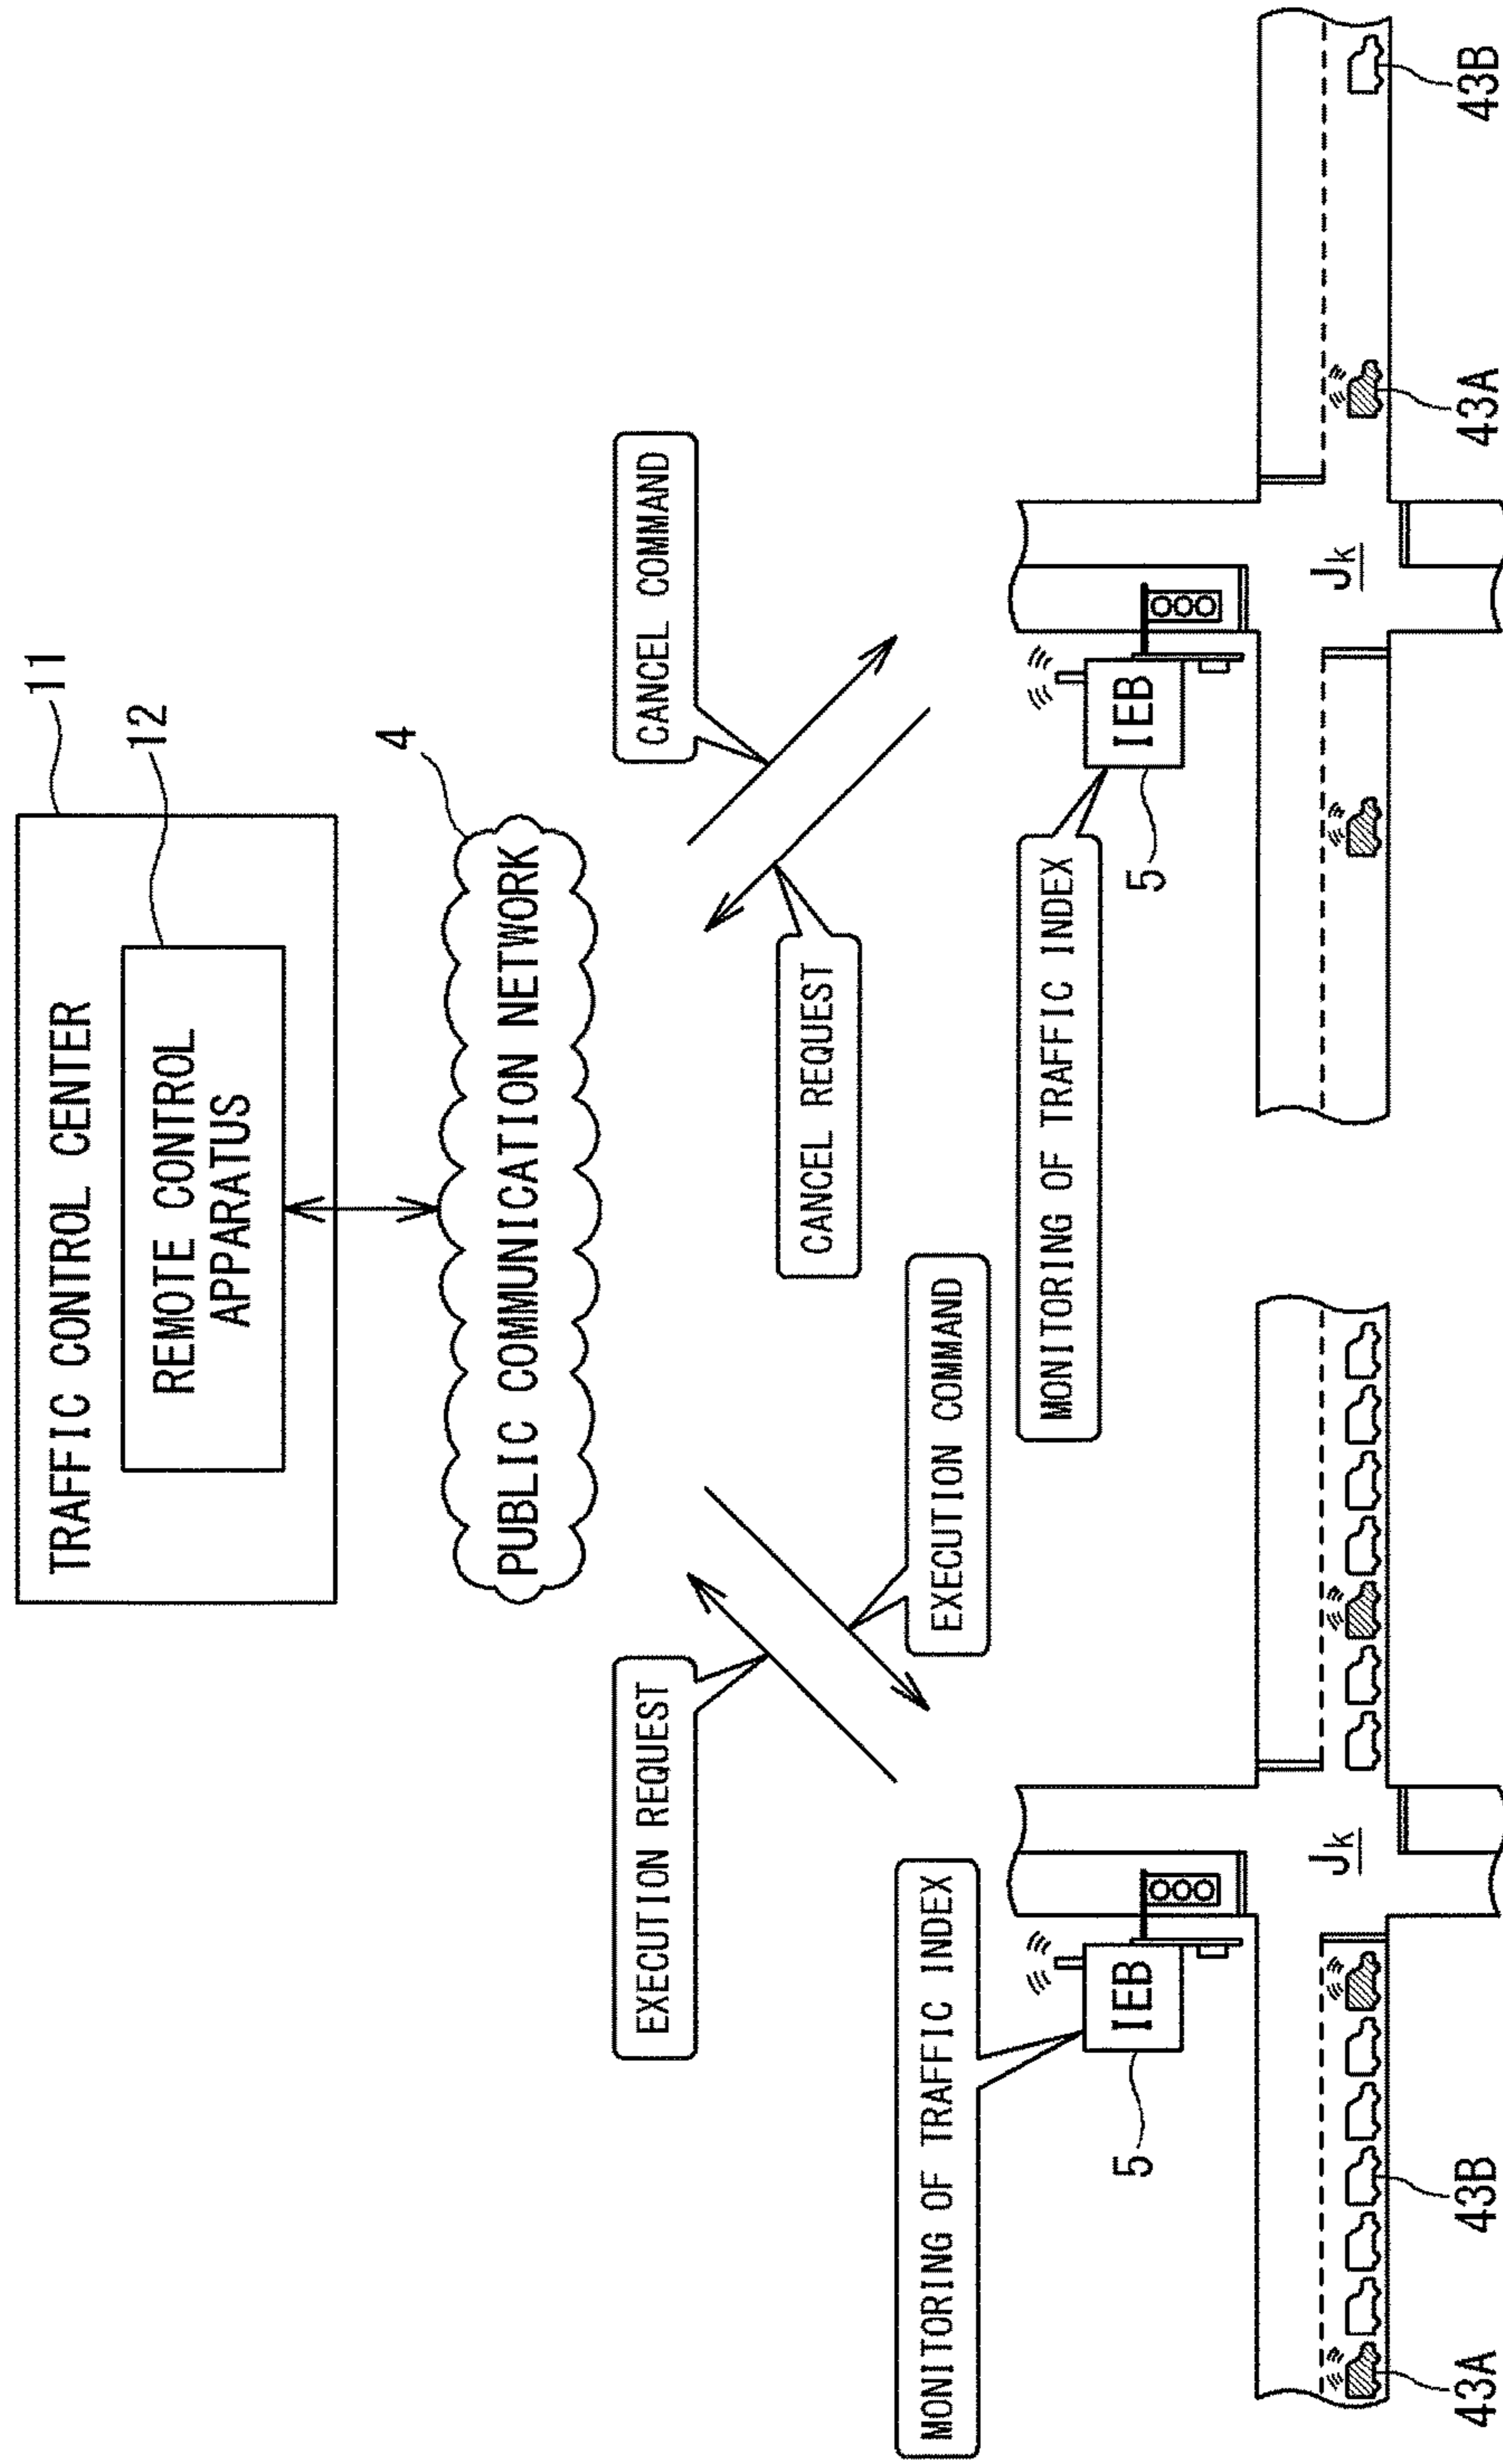 11
TRAFFIC CONTROL CENTER
12
REMOTE CONTROL
APPARATUS
4
PUBLIC COMMUNICATION NETWORK
EXECUTION REQUEST
CANCEL COMMAND
CANCEL REQUEST
EXECUTION COMMAND
MONITORING OF TRAFFIC INDEX
MONITORING OF TRAFFIC INDEX
IEB
IEB
5
5
Jk
Jk
43A
43B
43A
43B